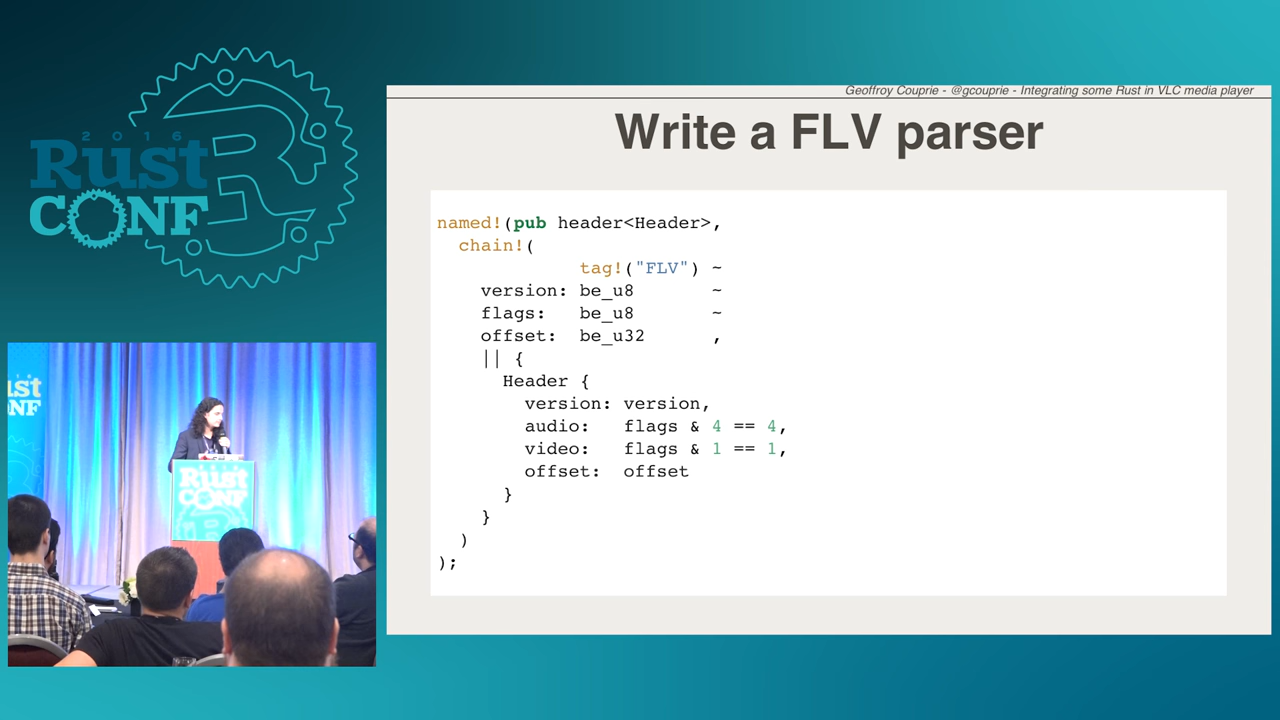 2016
Rust
CONF
Geoffroy Couprie - @gcouprie - Integrating some Rust in VLC media player
Write a FLV parser
named!(pub header<Header>,
  chain!(
             tag!("FLV") ~
    version: be_u8       ~
    flags:   be_u8       ~
    offset:  be_u32      ,
    || {
      Header {
        version: version,
        audio:   flags & 4 == 4,
        video:   flags & 1 == 1,
        offset:  offset
      }
    }
  )
);
ust
NF
Rust
CONF